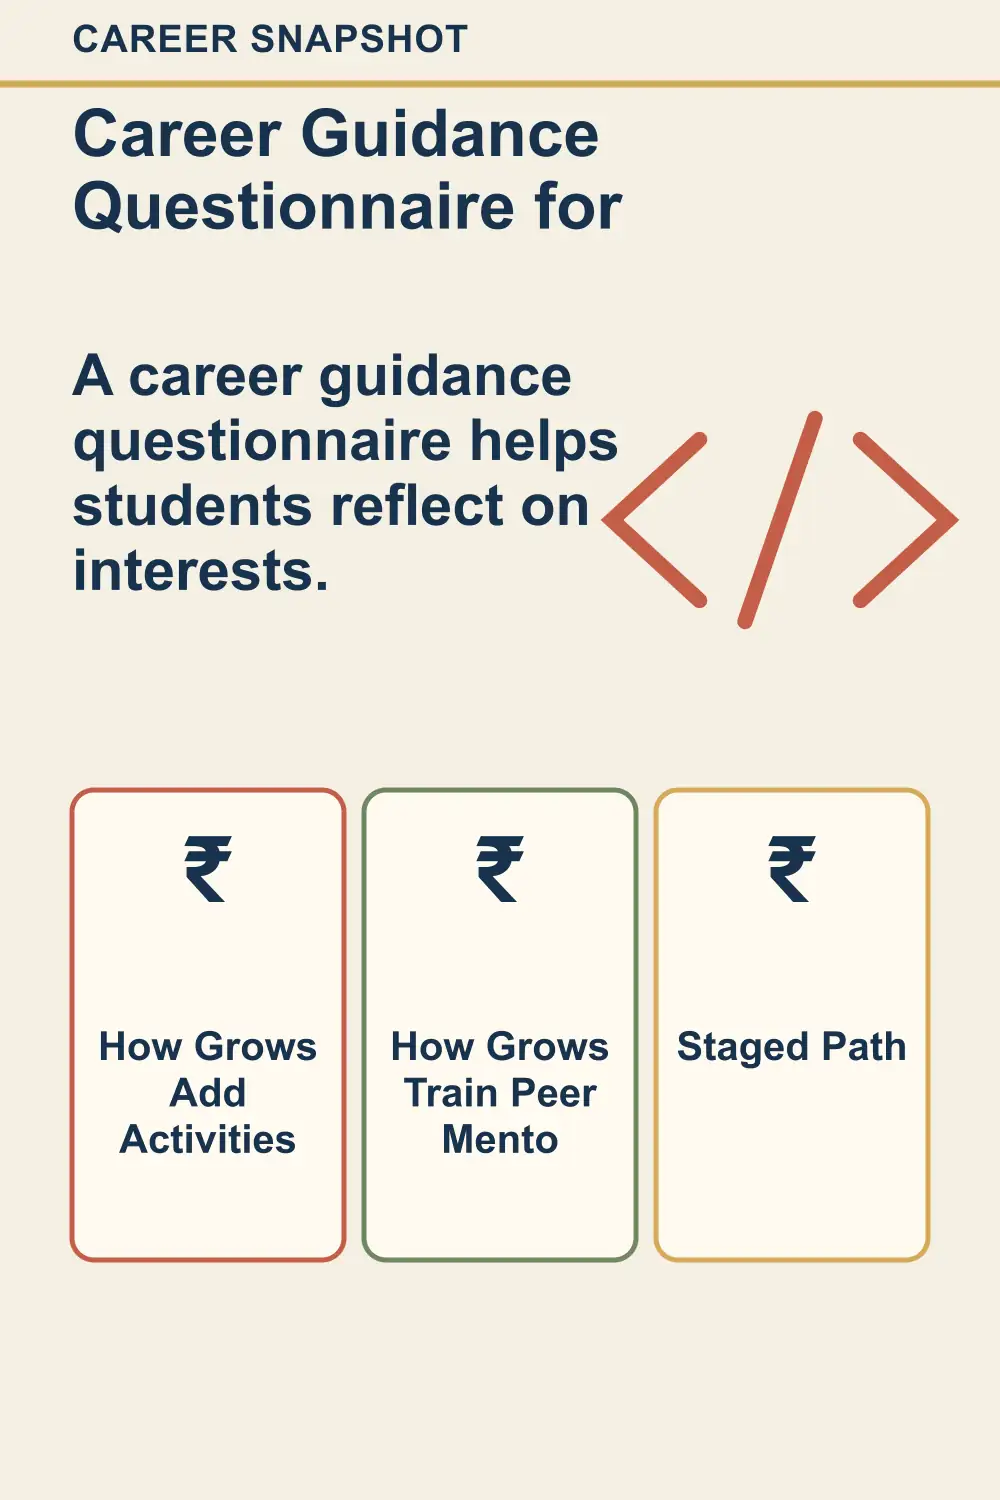 CAREER SNAPSHOT
Career Guidance
Questionnaire for
A career guidance
questionnaire helps
students reflect on
interests.
</>
₹
How Grows
Add
Activities
₹
How Grows
Train Peer
Mento
₹
Staged Path